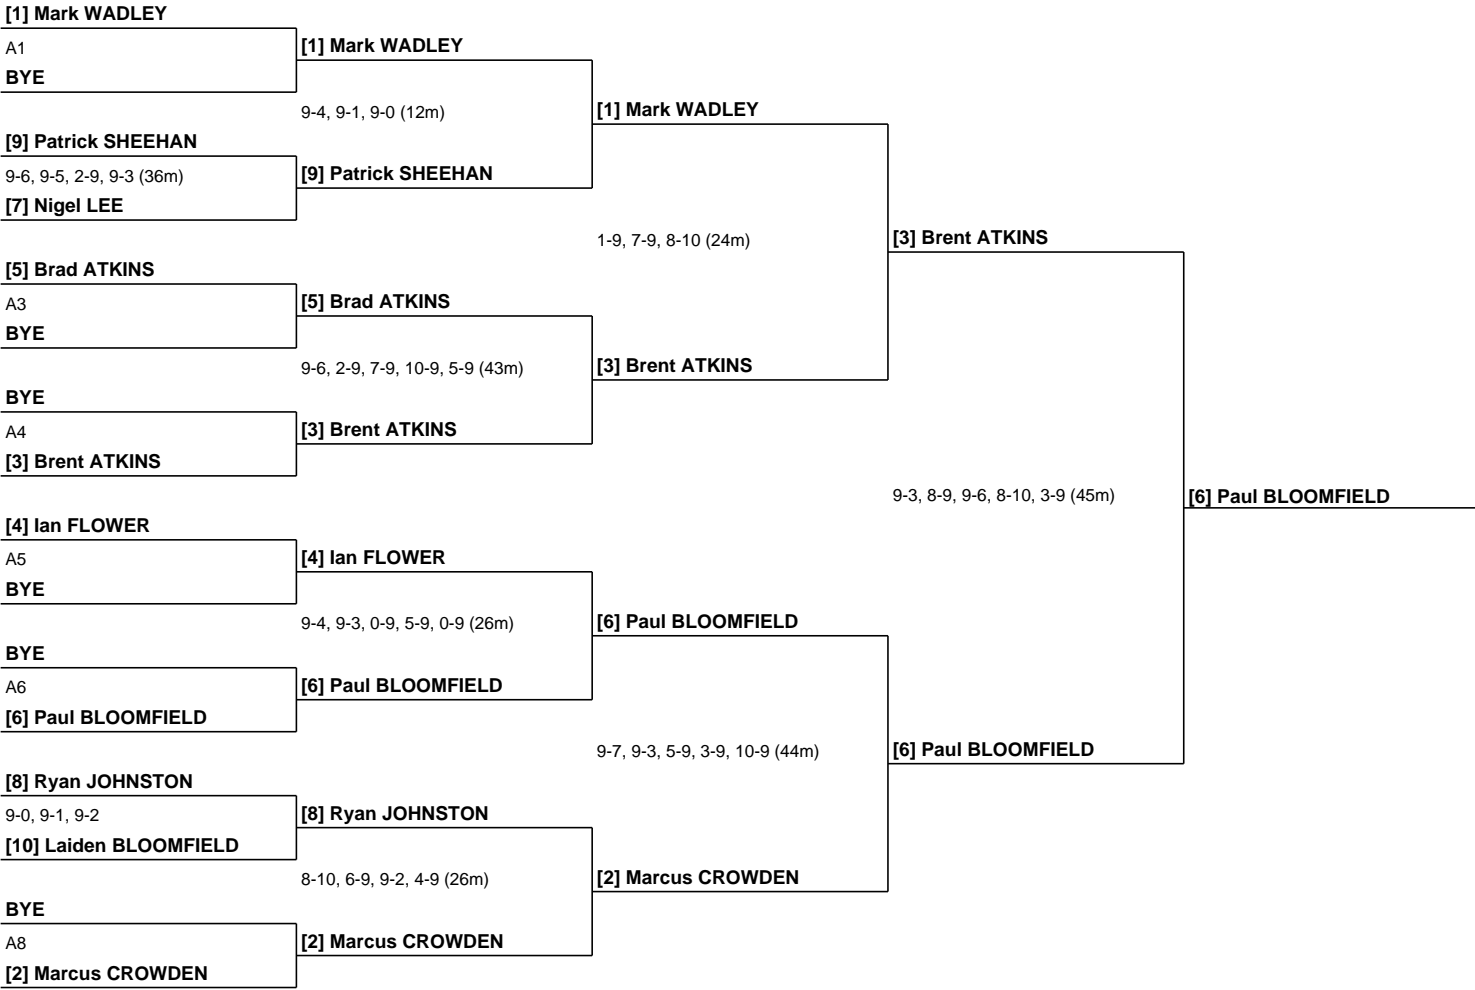 [1] Mark WADLEY
A1
BYE
[9] Patrick SHEEHAN
9-6, 9-5, 2-9, 9-3 (36m)
[7] Nigel LEE
[5] Brad ATKINS
A3
BYE
BYE
A4
[3] Brent ATKINS
[4] Ian FLOWER
A5
BYE
BYE
A6
[6] Paul BLOOMFIELD
[8] Ryan JOHNSTON
9-0, 9-1, 9-2
[10] Laiden BLOOMFIELD
BYE
A8
[2] Marcus CROWDEN
[1] Mark WADLEY
9-4, 9-1, 9-0 (12m)
[9] Patrick SHEEHAN
[5] Brad ATKINS
9-6, 2-9, 7-9, 10-9, 5-9 (43m)
[3] Brent ATKINS
[4] Ian FLOWER
9-4, 9-3, 0-9, 5-9, 0-9 (26m)
[6] Paul BLOOMFIELD
[8] Ryan JOHNSTON
8-10, 6-9, 9-2, 4-9 (26m)
[2] Marcus CROWDEN
[1] Mark WADLEY
1-9, 7-9, 8-10 (24m)
[3] Brent ATKINS
[6] Paul BLOOMFIELD
9-7, 9-3, 5-9, 3-9, 10-9 (44m)
[2] Marcus CROWDEN
[3] Brent ATKINS
9-3, 8-9, 9-6, 8-10, 3-9 (45m)
[6] Paul BLOOMFIELD
[6] Paul BLOOMFIELD